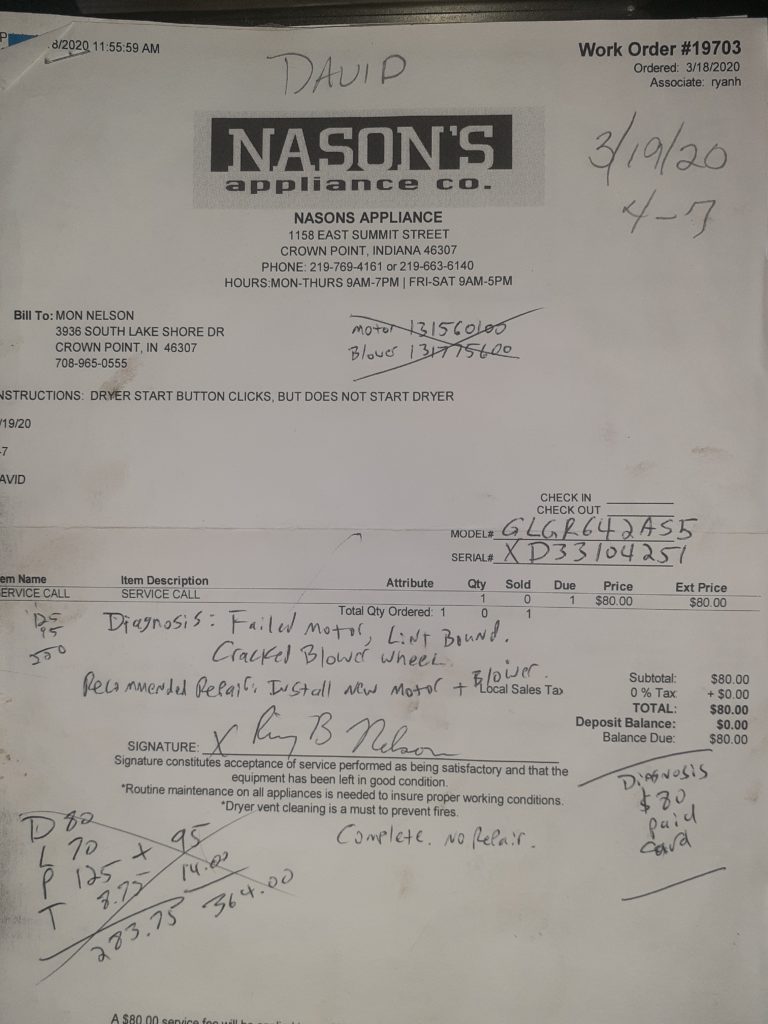 8/2020 11:55:59 AM
DAVID
Work Order #19703
Ordered: 3/18/2020
Associate: ryanh
3/19/20
4-7
NASON'S
appliance co.
NASONS APPLIANCE
1158 EAST SUMMIT STREET
CROWN POINT, INDIANA 46307
PHONE: 219-769-4161 or 219-663-6140
HOURS:MON-THURS 9AM-7PM | FRI-SAT 9AM-5PM
Bill To: MON NELSON
3936 SOUTH LAKE SHORE DR
CROWN POINT, IN 46307
708-965-0555
Motor 131560100
Blower 131775600
NSTRUCTIONS: DRYER START BUTTON CLICKS, BUT DOES NOT START DRYER
/19/20
-7
AVID
CHECK IN
CHECK OUT
MODEL# GLGR642AS5
SERIAL# XD33104251
em Name Item Description Attribute Qty Sold Due Price Ext Price
ERVICE CALL SERVICE CALL 1 0 1 $80.00 $80.00
Total Qty Ordered: 1 0 1
125
95
Diagnosis: Failed Motor, Lint Bound.
Cracked Blower Wheel
Recommended Repair: Install New Motor + Blower.
Local Sales Tax
Subtotal: $80.00
0 % Tax + $0.00
TOTAL: $80.00
Deposit Balance: $0.00
Balance Due: $80.00
SIGNATURE: X B Nelson
Signature constitutes acceptance of service performed as being satisfactory and that the
equipment has been left in good condition.
*Routine maintenance on all appliances is needed to insure proper working conditions.
*Dryer vent cleaning is a must to prevent fires.
Diagnosis
$80
paid
card
Complete. No Repair.
D 80
L 70
P 125 + 95
T 8.75 14.00
283.75 364.00
A $80.00 service fee will be